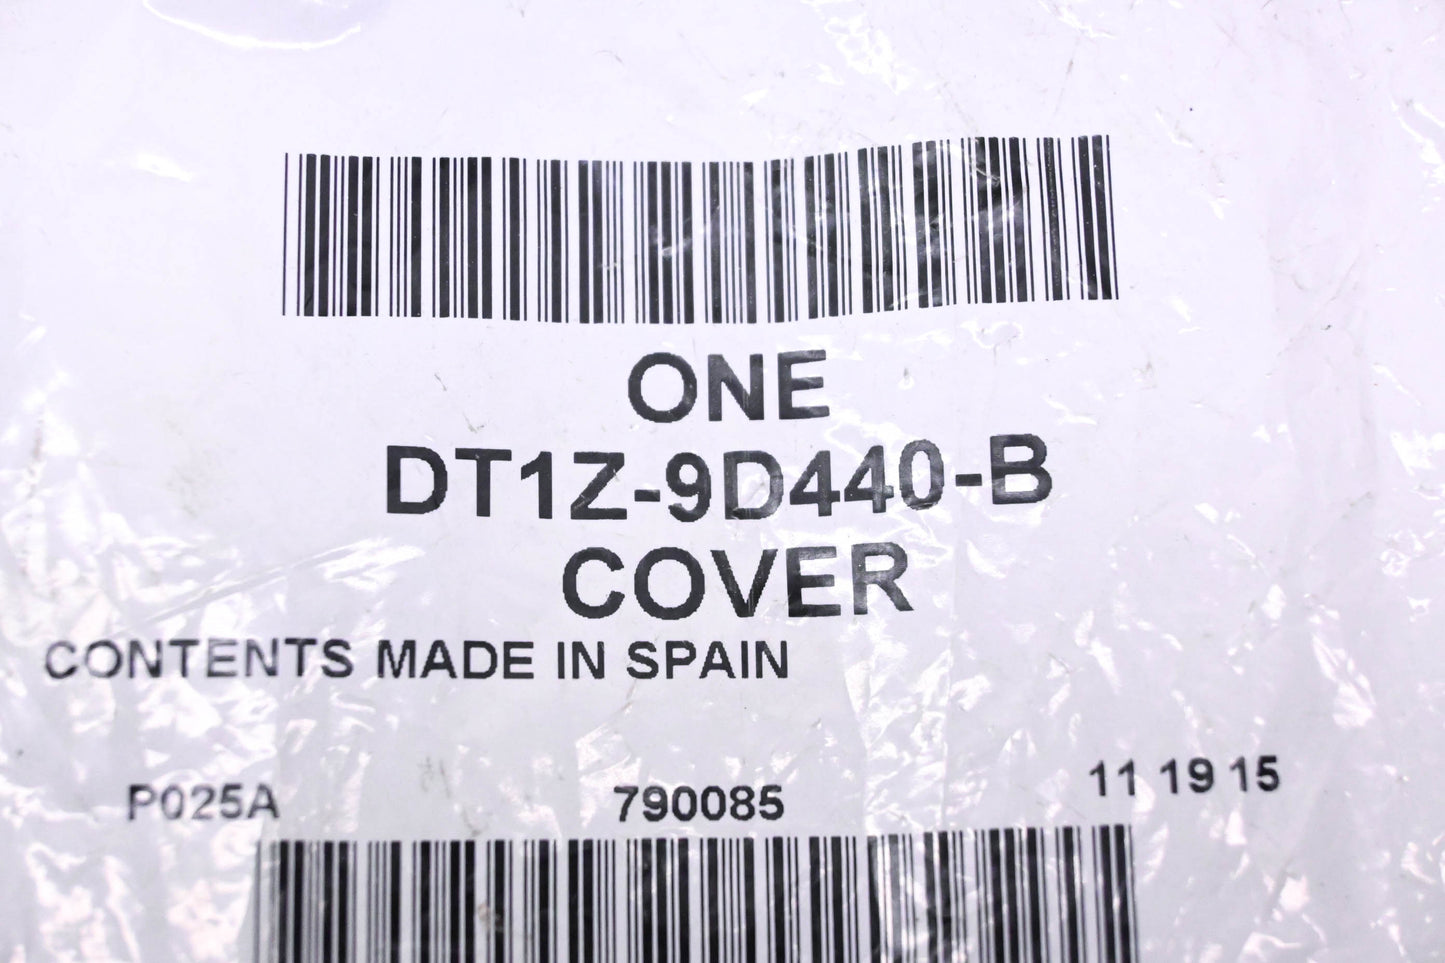 ONE
DT1Z-9D440-B
COVER
CONTENTS MADE IN SPAIN
P025A 790085 11 19 15